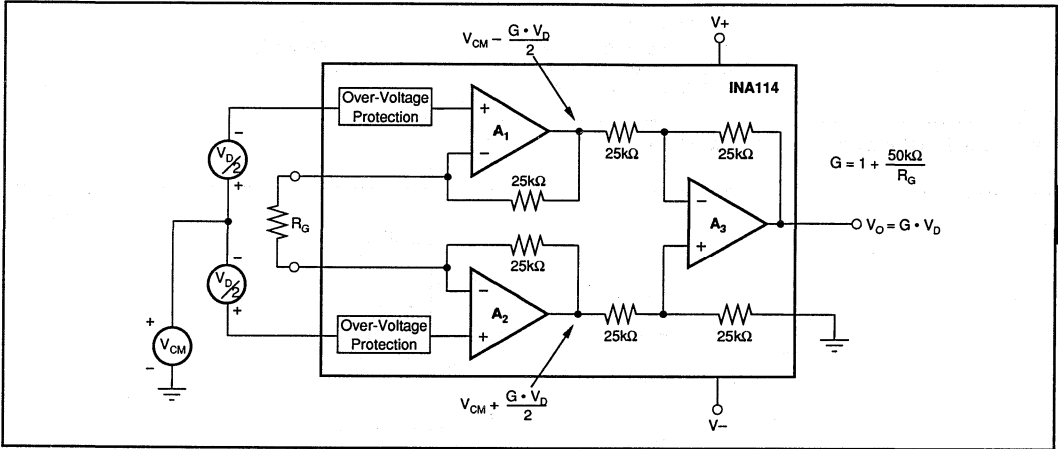 V+
V_CM − G • V_D / 2
INA114
Over-Voltage
Protection
+
A1
−
25kΩ
25kΩ
25kΩ
G = 1 + 50kΩ / R_G
−
V_D/2
+
R_G
25kΩ
−
A3
+
V_O = G • V_D
−
V_D/2
+
−
A2
+
25kΩ
25kΩ
Over-Voltage
Protection
+
V_CM
−
V_CM + G • V_D / 2
V−